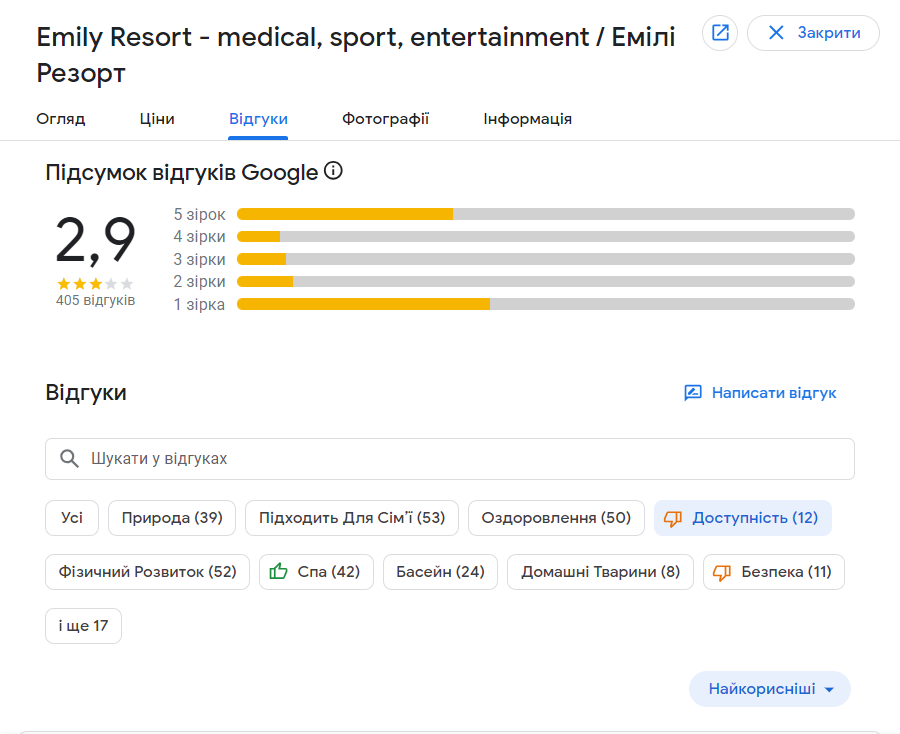 Emily Resort - medical, sport, entertainment / Емілі
Резорт
Закрити
Огляд
Ціни
Відгуки
Фотографії
Інформація
Підсумок відгуків Google
2,9
405 відгуків
5 зірок
4 зірки
3 зірки
2 зірки
1 зірка
Відгуки
Написати відгук
Шукати у відгуках
Усі
Природа (39)
Підходить Для Сім’ї (53)
Оздоровлення (50)
Доступність (12)
Фізичний Розвиток (52)
Спа (42)
Басейн (24)
Домашні Тварини (8)
Безпека (11)
і ще 17
Найкорисніші